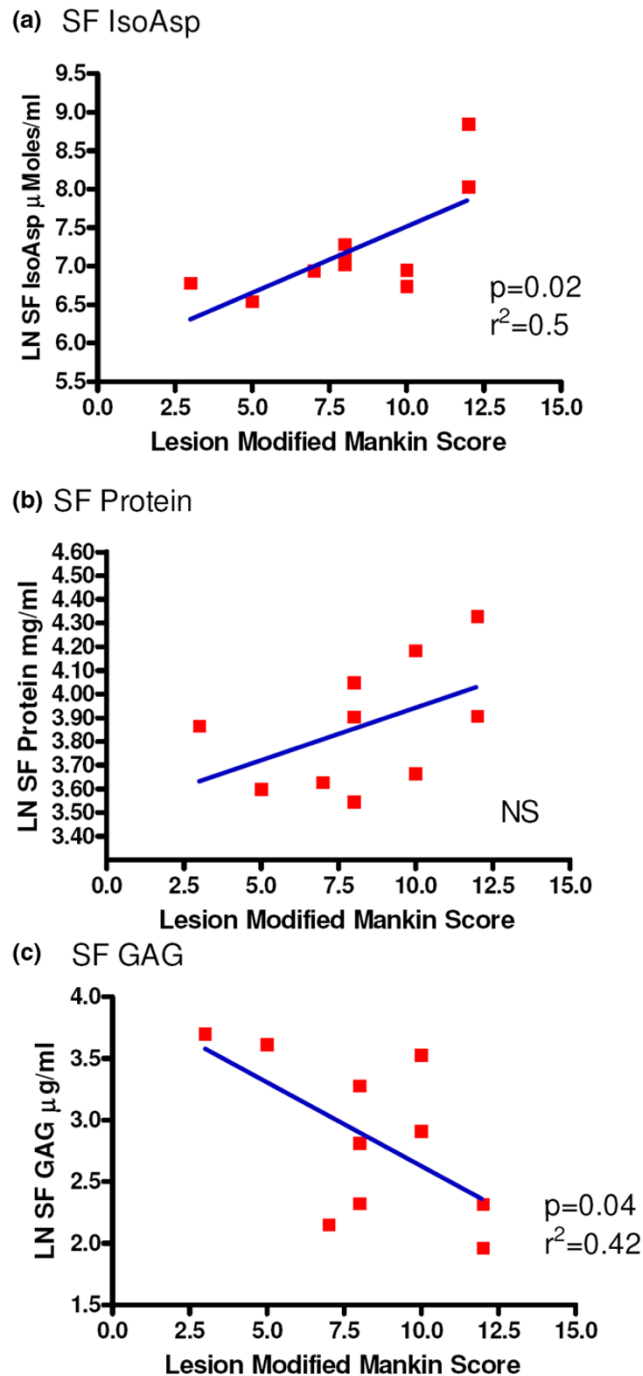 (a) SF IsoAsp
9.5
9.0
8.5
8.0
7.5
7.0
6.5
6.0
5.5
LN SF IsoAsp μMoles/ml
p=0.02
r²=0.5
0.0 2.5 5.0 7.5 10.0 12.5 15.0
Lesion Modified Mankin Score
(b) SF Protein
4.60
4.50
4.40
4.30
4.20
4.10
4.00
3.90
3.80
3.70
3.60
3.50
3.40
LN SF Protein mg/ml
NS
0.0 2.5 5.0 7.5 10.0 12.5 15.0
Lesion Modified Mankin Score
(c) SF GAG
4.0
3.5
3.0
2.5
2.0
1.5
LN SF GAG μg/ml
p=0.04
r²=0.42
0.0 2.5 5.0 7.5 10.0 12.5 15.0
Lesion Modified Mankin Score